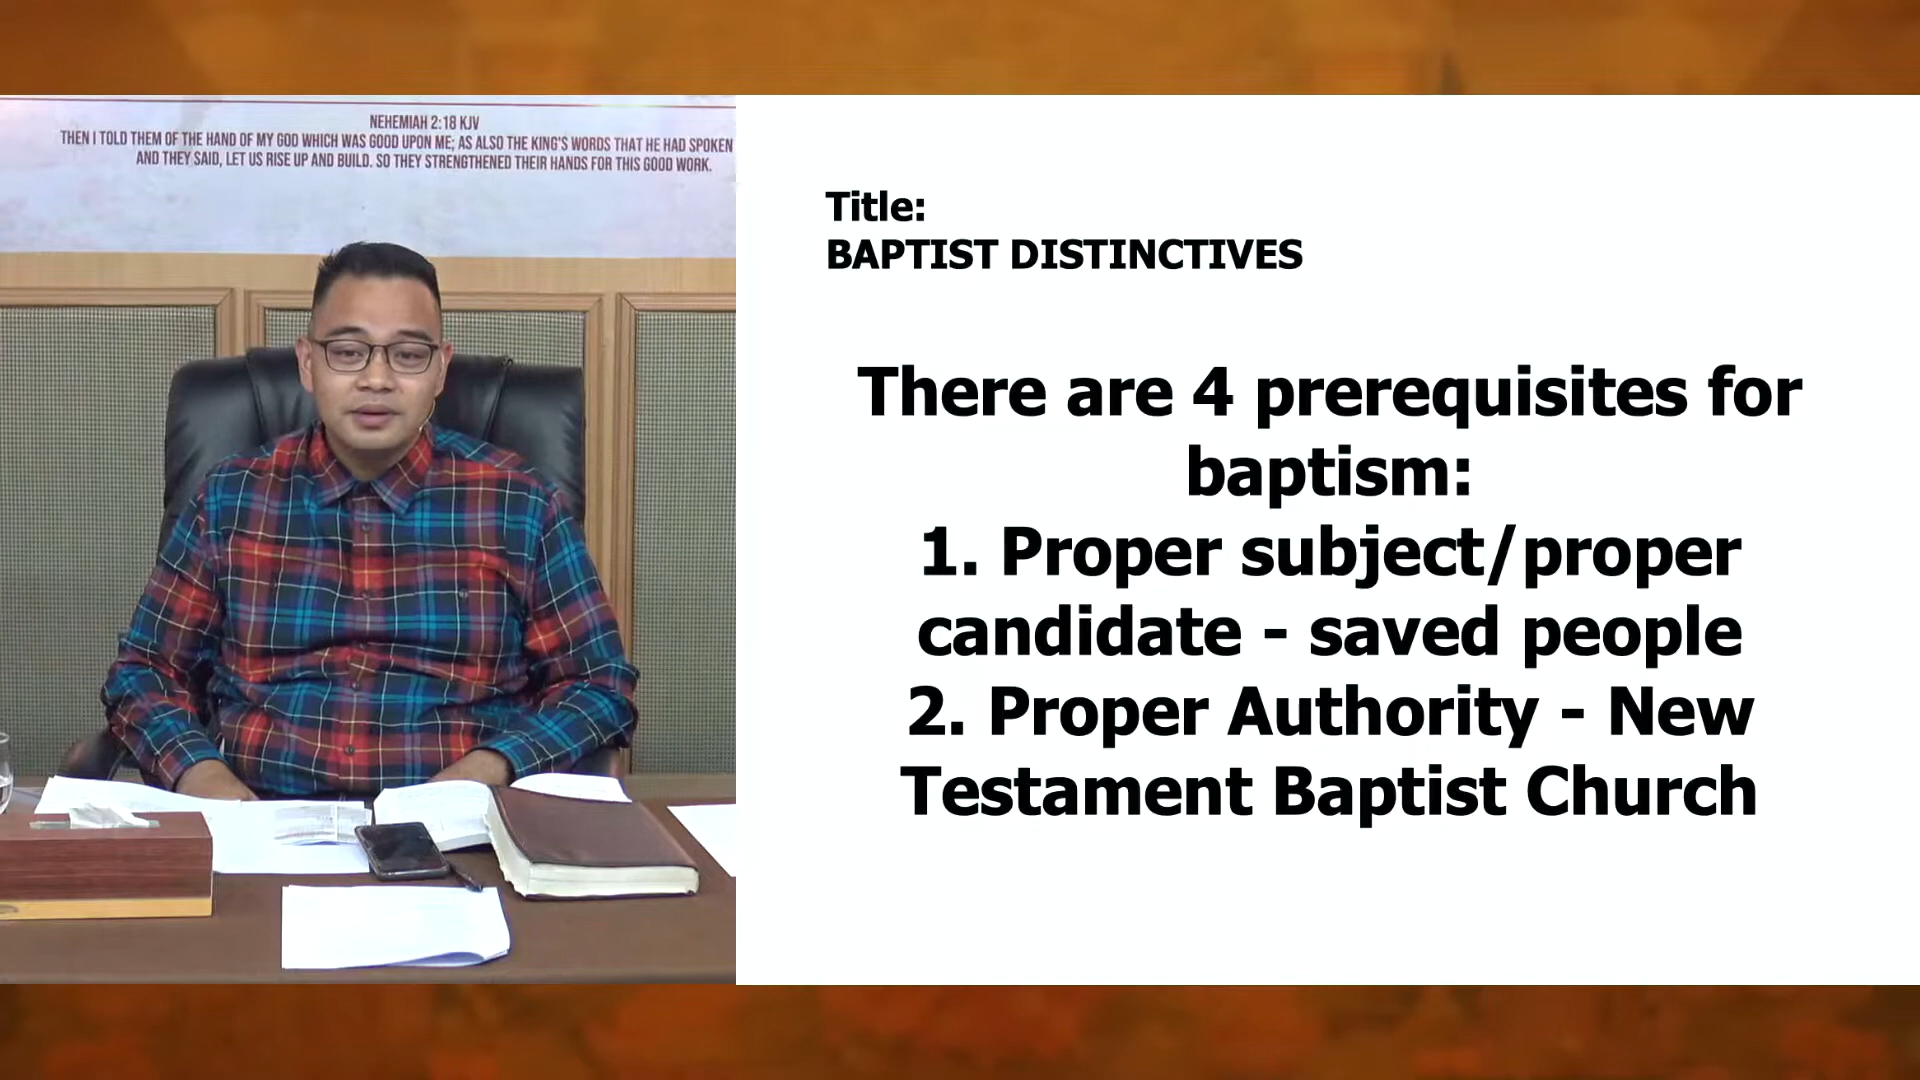 NEHEMIAH 2:18 KJV
THEN I TOLD THEM OF THE HAND OF MY GOD WHICH WAS GOOD UPON ME; AS ALSO THE KING'S WORDS THAT HE HAD SPOKEN
AND THEY SAID, LET US RISE UP AND BUILD. SO THEY STRENGTHENED THEIR HANDS FOR THIS GOOD WORK.
Title:
BAPTIST DISTINCTIVES
There are 4 prerequisites for
baptism:
1. Proper subject/proper
candidate - saved people
2. Proper Authority - New
Testament Baptist Church